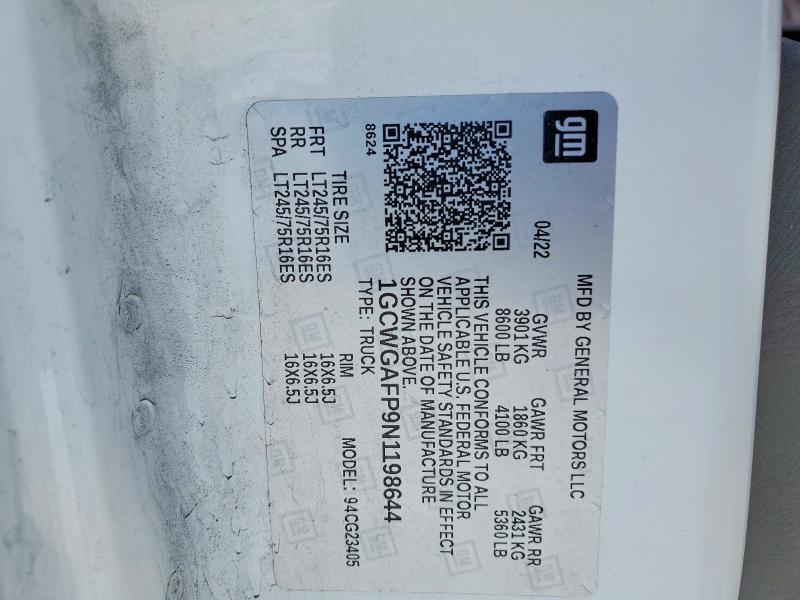 gm
MFD BY GENERAL MOTORS LLC
04/22
GVWR GAWR FRT GAWR RR
3901 KG 1860 KG 2431 KG
8600 LB 4100 LB 5360 LB
THIS VEHICLE CONFORMS TO ALL
APPLICABLE U.S. FEDERAL MOTOR
VEHICLE SAFETY STANDARDS IN EFFECT
ON THE DATE OF MANUFACTURE
SHOWN ABOVE.
1GCWGAFP9N1198644
8624
TYPE: TRUCK MODEL: 94CG23405
TIRE SIZE RIM
FRT LT245/75R16ES 16X6.5J
RR LT245/75R16ES 16X6.5J
SPA LT245/75R16ES 16X6.5J